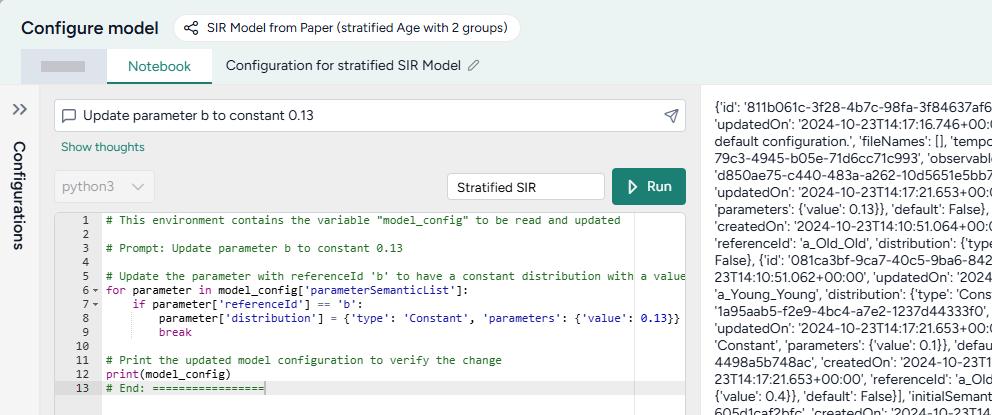 Configure model
SIR Model from Paper (stratified Age with 2 groups)
Notebook
Configuration for stratified SIR Model
Configurations
Update parameter b to constant 0.13
Show thoughts
python3
Stratified SIR
Run
1 # This environment contains the variable "model_config" to be read and updated
2
3 # Prompt: Update parameter b to constant 0.13
4
5 # Update the parameter with referenceId 'b' to have a constant distribution with a value
6 for parameter in model_config['parameterSemanticList']:
7 if parameter['referenceId'] == 'b':
8 parameter['distribution'] = {'type': 'Constant', 'parameters': {'value': 0.13}}
9 break
10
11 # Print the updated model configuration to verify the change
12 print(model_config)
13 # End: =================
{'id': '811b061c-3f28-4b7c-98fa-3f84637af6
'updatedOn': '2024-10-23T14:17:16.746+00:0
default configuration.', 'fileNames': [], 'tempo
79c3-4945-b05e-71d6cc71c993', 'observable
'd850ae75-c440-483a-a262-10d5651e5bb7
'updatedOn': '2024-10-23T14:17:21.653+00:0
'parameters': {'value': 0.13}}, 'default': False},
'createdOn': '2024-10-23T14:10:51.064+00:0
'referenceId': 'a_Old_Old', 'distribution': {'type
False}, {'id': '081ca3bf-9ca7-40c5-9ba6-842
23T14:10:51.062+00:00', 'updatedOn': '2024
'a_Young_Young', 'distribution': {'type': 'Cons
'1a95aab5-f2e9-4bc4-a7e2-1237d44333f0',
'updatedOn': '2024-10-23T14:17:21.653+00:0
'Constant', 'parameters': {'value': 0.1}}, 'defau
4498a5b748ac', 'createdOn': '2024-10-23T1
23T14:17:21.653+00:00', 'referenceId': 'a_Old
{'value': 0.4}}, 'default': False}], 'initialSemant
605d1caf2bfc', 'createdOn': '2024-10-23T14